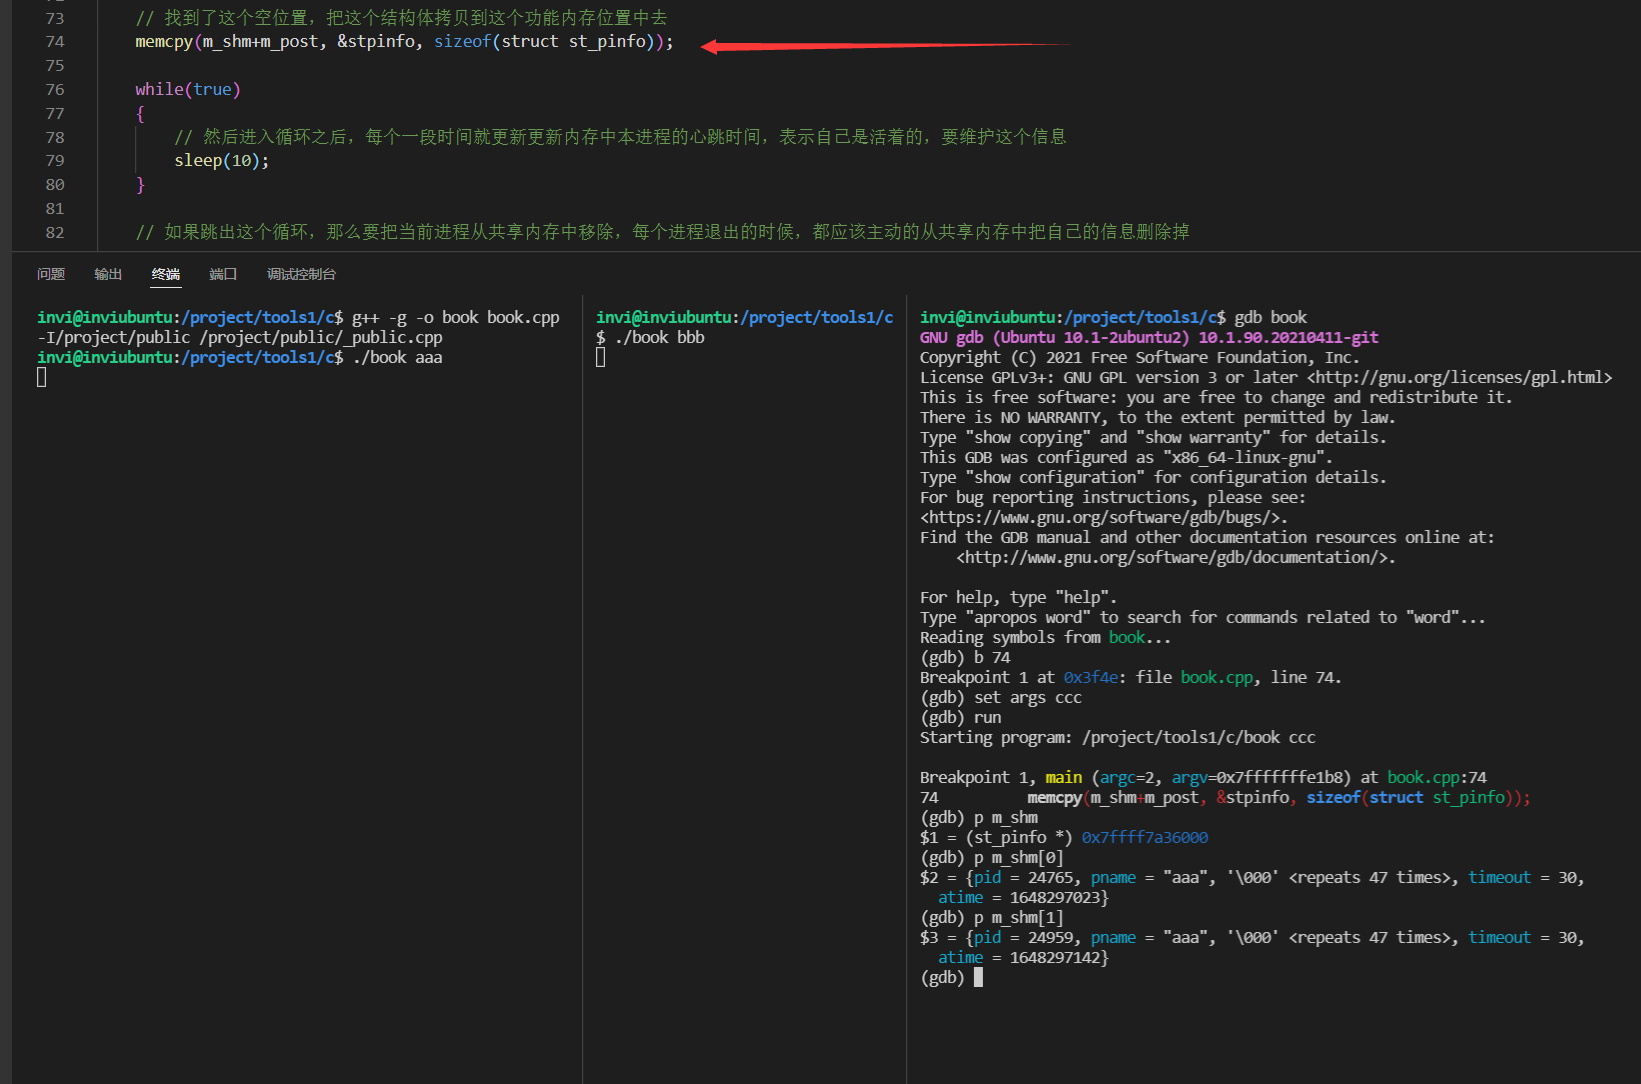 73 // 找到了这个空位置，把这个结构体拷贝到这个功能内存位置中去
74 memcpy(m_shm+m_post, &stpinfo, sizeof(struct st_pinfo));
75
76 while(true)
77 {
78 // 然后进入循环之后，每个一段时间就更新更新内存中本进程的心跳时间，表示自己是活着的，要维护这个信息
79 sleep(10);
80 }
81
82 // 如果跳出这个循环，那么要把当前进程从共享内存中移除，每个进程退出的时候，都应该主动的从共享内存中把自己的信息删除掉
问题 输出 终端 端口 调试控制台
invi@inviubuntu:/project/tools1/c$ g++ -g -o book book.cpp
-I/project/public /project/public/_public.cpp
invi@inviubuntu:/project/tools1/c$ ./book aaa
invi@inviubuntu:/project/tools1/c
$ ./book bbb
invi@inviubuntu:/project/tools1/c$ gdb book
GNU gdb (Ubuntu 10.1-2ubuntu2) 10.1.90.20210411-git
Copyright (C) 2021 Free Software Foundation, Inc.
License GPLv3+: GNU GPL version 3 or later <http://gnu.org/licenses/gpl.html>
This is free software: you are free to change and redistribute it.
There is NO WARRANTY, to the extent permitted by law.
Type "show copying" and "show warranty" for details.
This GDB was configured as "x86_64-linux-gnu".
Type "show configuration" for configuration details.
For bug reporting instructions, please see:
<https://www.gnu.org/software/gdb/bugs/>.
Find the GDB manual and other documentation resources online at:
<http://www.gnu.org/software/gdb/documentation/>.
For help, type "help".
Type "apropos word" to search for commands related to "word"...
Reading symbols from book...
(gdb) b 74
Breakpoint 1 at 0x3f4e: file book.cpp, line 74.
(gdb) set args ccc
(gdb) run
Starting program: /project/tools1/c/book ccc
Breakpoint 1, main (argc=2, argv=0x7fffffffe1b8) at book.cpp:74
74 memcpy(m_shm+m_post, &stpinfo, sizeof(struct st_pinfo));
(gdb) p m_shm
$1 = (st_pinfo *) 0x7ffff7a36000
(gdb) p m_shm[0]
$2 = {pid = 24765, pname = "aaa", '\000' <repeats 47 times>, timeout = 30,
atime = 1648297023}
(gdb) p m_shm[1]
$3 = {pid = 24959, pname = "aaa", '\000' <repeats 47 times>, timeout = 30,
atime = 1648297142}
(gdb)